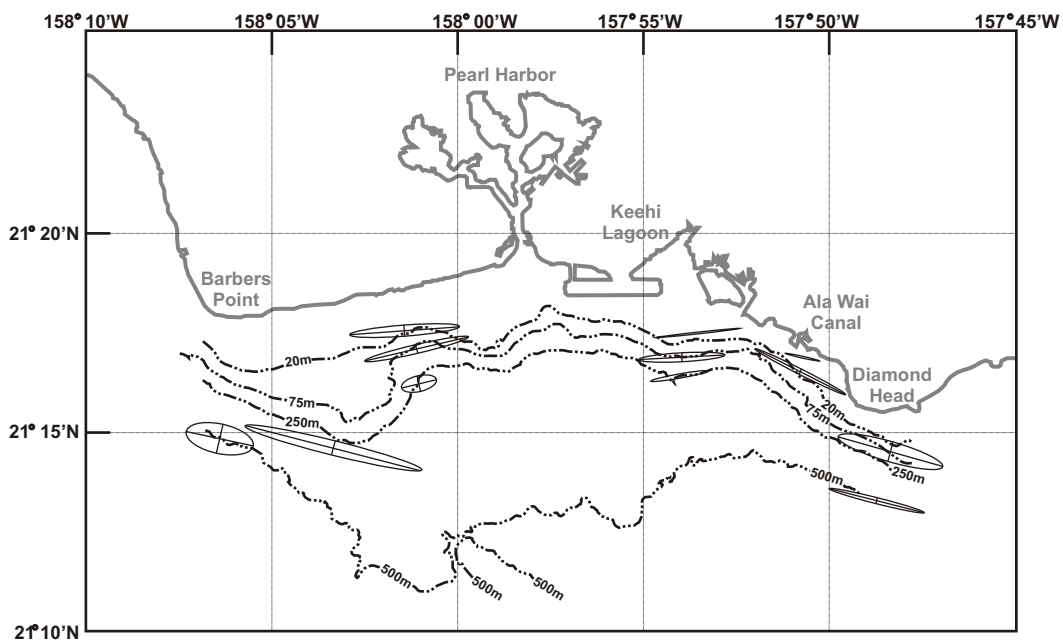 158° 10'W 158° 05'W 158° 00'W 157° 55'W 157° 50'W 157° 45'W
Pearl Harbor
21° 20'N
Keehi
Lagoon
Barbers
Point
Ala Wai
Canal
20m
Diamond
Head
75m
20m
75m
250m
21° 15'N
250m
500m
500m
500m
500m
21° 10'N